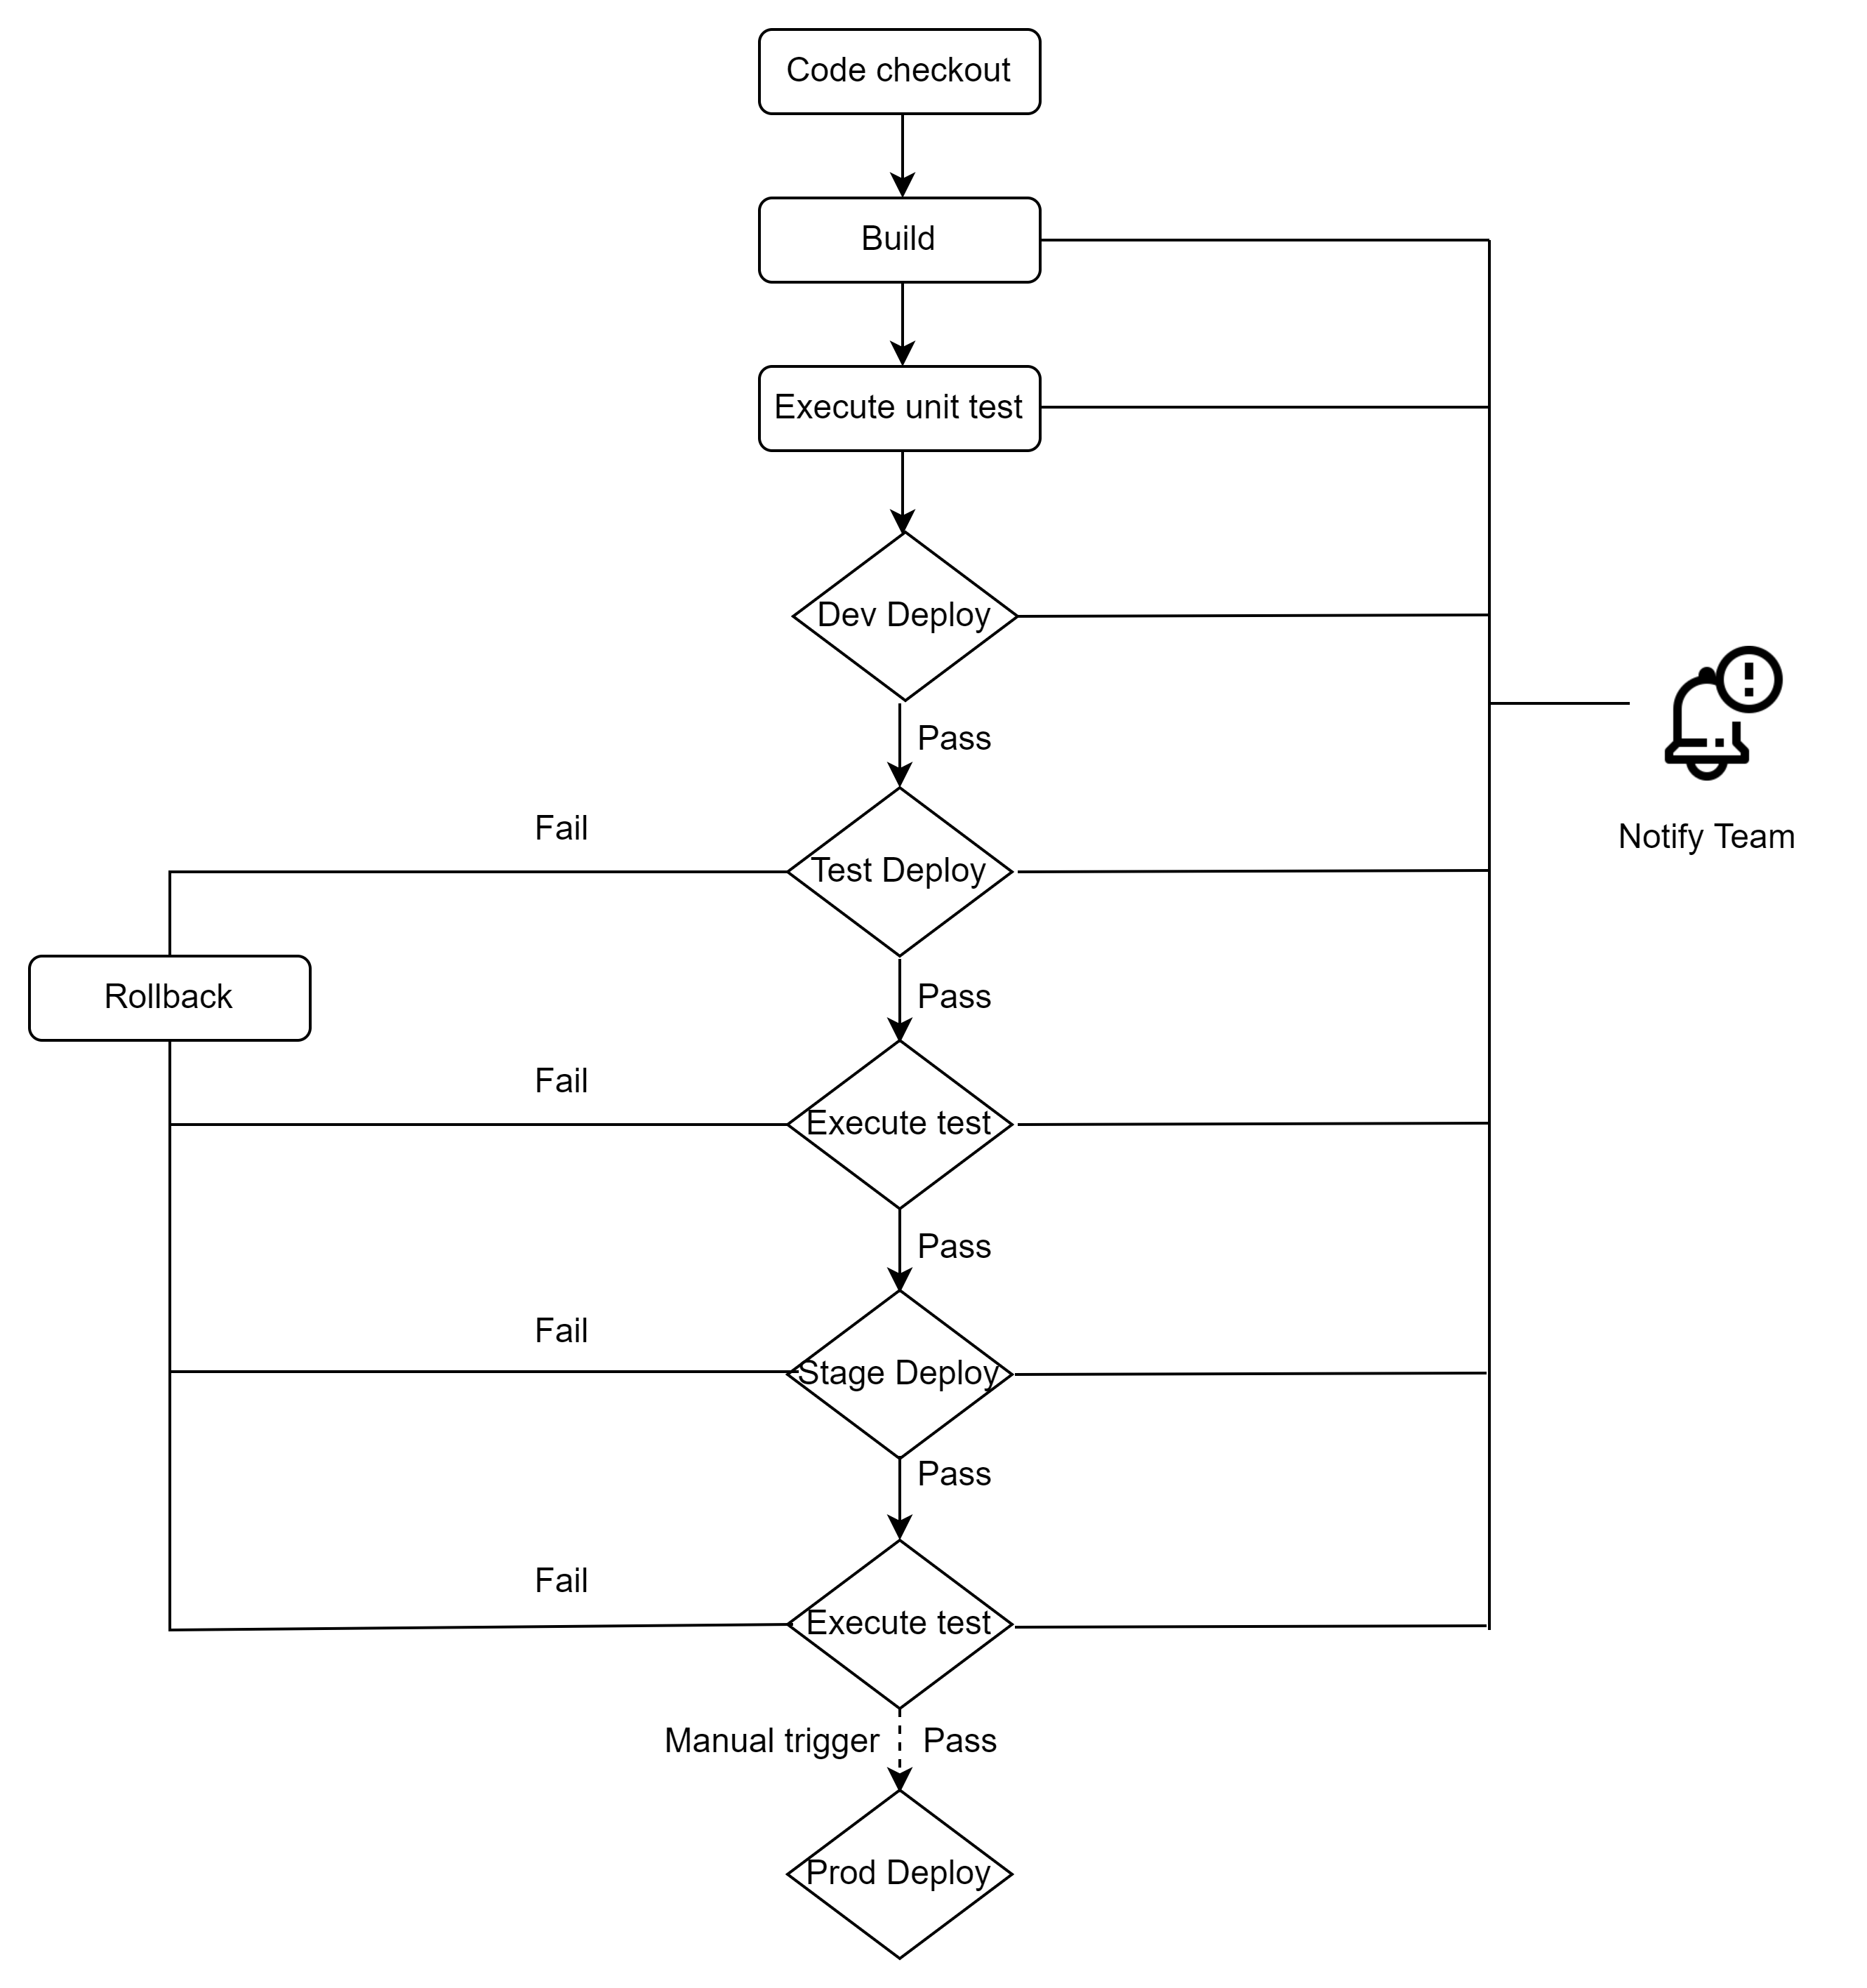 Code checkout
Build
Execute unit test
Dev Deploy
Pass
Notify Team
Fail
Test Deploy
Rollback
Pass
Fail
Execute test
Pass
Fail
Stage Deploy
Pass
Fail
Execute test
Manual trigger
Pass
Prod Deploy